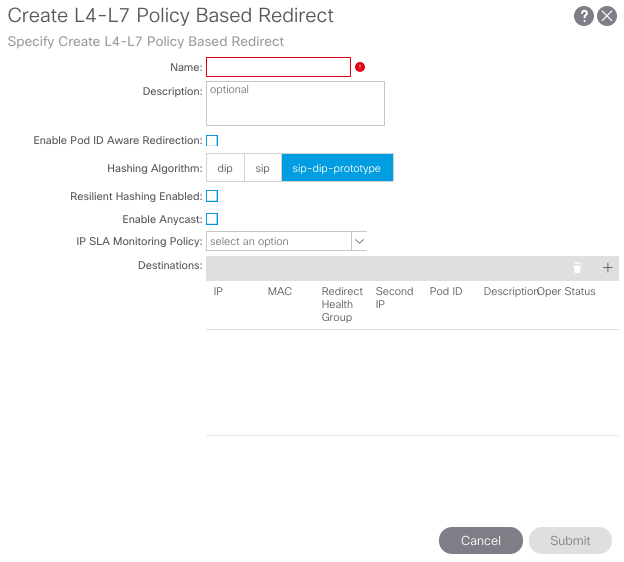 Create L4-L7 Policy Based Redirect
Specify Create L4-L7 Policy Based Redirect
Name:
Description: optional
Enable Pod ID Aware Redirection:
Hashing Algorithm: dip sip sip-dip-prototype
Resilient Hashing Enabled:
Enable Anycast:
IP SLA Monitoring Policy: select an option
Destinations:
IP MAC Redirect Second Pod ID Description Oper Status
Health IP
Group
Cancel Submit